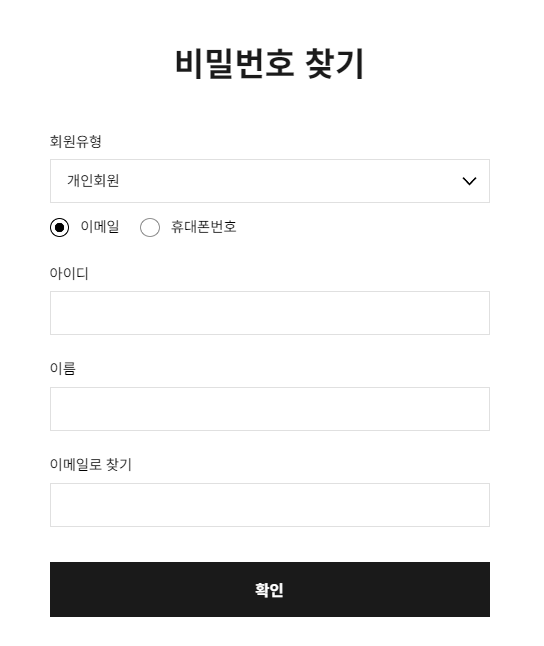 비밀번호 찾기
회원유형
개인회원
이메일 휴대폰번호
아이디
이름
이메일로 찾기
확인